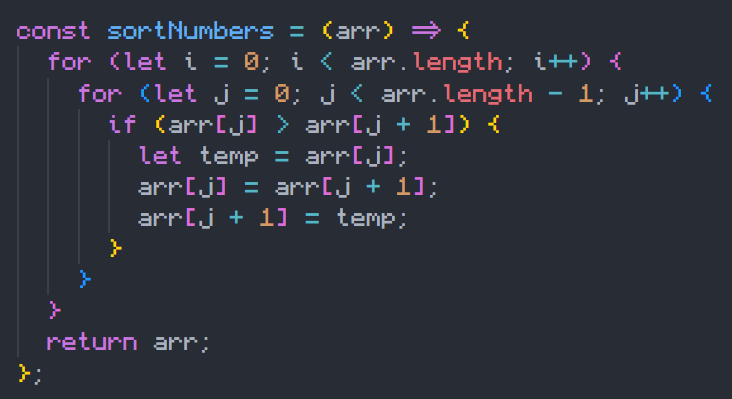 const sortNumbers = (arr) => {
  for (let i = 0; i < arr.length; i++) {
    for (let j = 0; j < arr.length - 1; j++) {
      if (arr[j] > arr[j + 1]) {
        let temp = arr[j];
        arr[j] = arr[j + 1];
        arr[j + 1] = temp;
      }
    }
  }
  return arr;
};